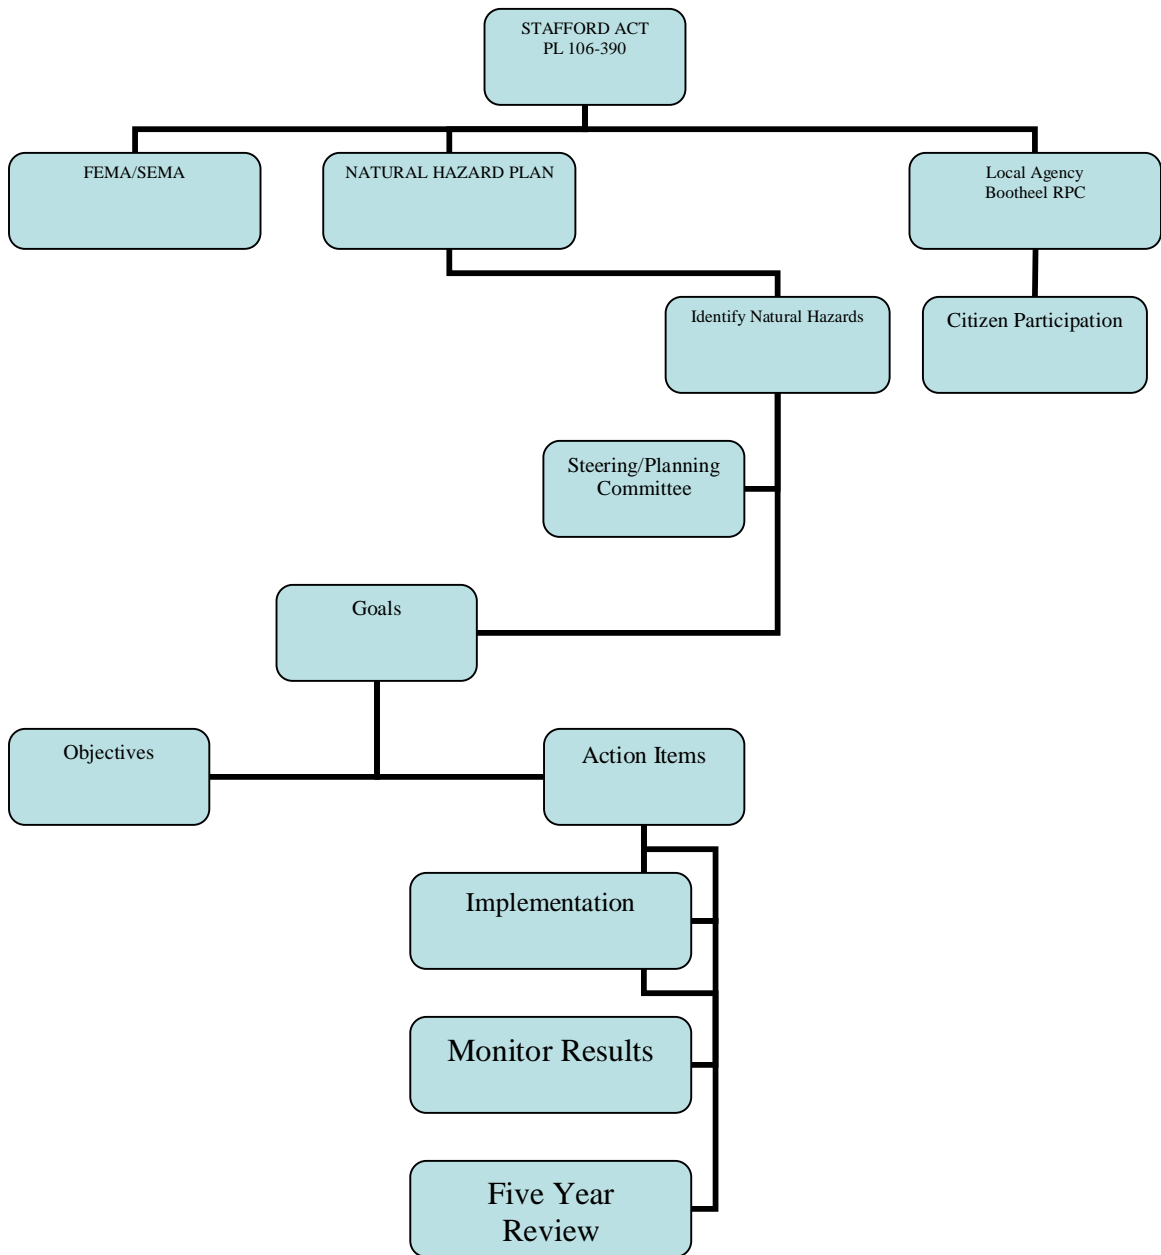 STAFFORD ACT
PL 106-390
FEMA/SEMA
NATURAL HAZARD PLAN
Local Agency
Bootheel RPC
Identify Natural Hazards
Citizen Participation
Steering/Planning
Committee
Goals
Objectives
Action Items
Implementation
Monitor Results
Five Year
Review